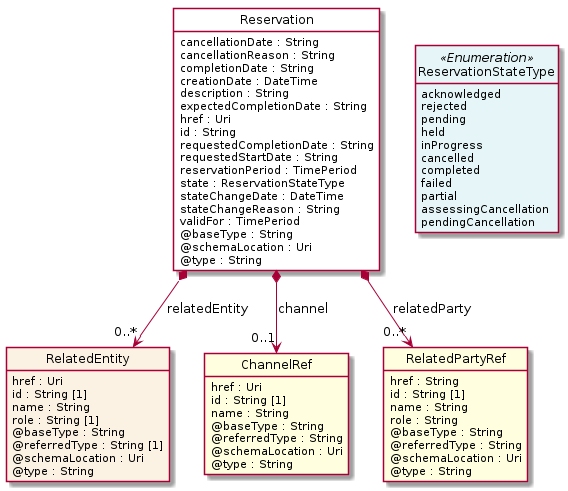 Reservation
cancellationDate : String
cancellationReason : String
completionDate : String
creationDate : DateTime
description : String
expectedCompletionDate : String
href : Uri
id : String
requestedCompletionDate : String
requestedStartDate : String
reservationPeriod : TimePeriod
state : ReservationStateType
stateChangeDate : DateTime
stateChangeReason : String
validFor : TimePeriod
@baseType : String
@schemaLocation : Uri
@type : String
«Enumeration»
ReservationStateType
acknowledged
rejected
pending
held
inProgress
cancelled
completed
failed
partial
assessingCancellation
pendingCancellation
relatedEntity
channel
relatedParty
0..*
0..1
0..*
RelatedEntity
href : Uri
id : String [1]
name : String
role : String [1]
@baseType : String
@referredType : String [1]
@schemaLocation : Uri
@type : String
ChannelRef
href : Uri
id : String [1]
name : String
@baseType : String
@referredType : String
@schemaLocation : Uri
@type : String
RelatedPartyRef
href : String
id : String [1]
name : String
role : String
@baseType : String
@referredType : String
@schemaLocation : Uri
@type : String